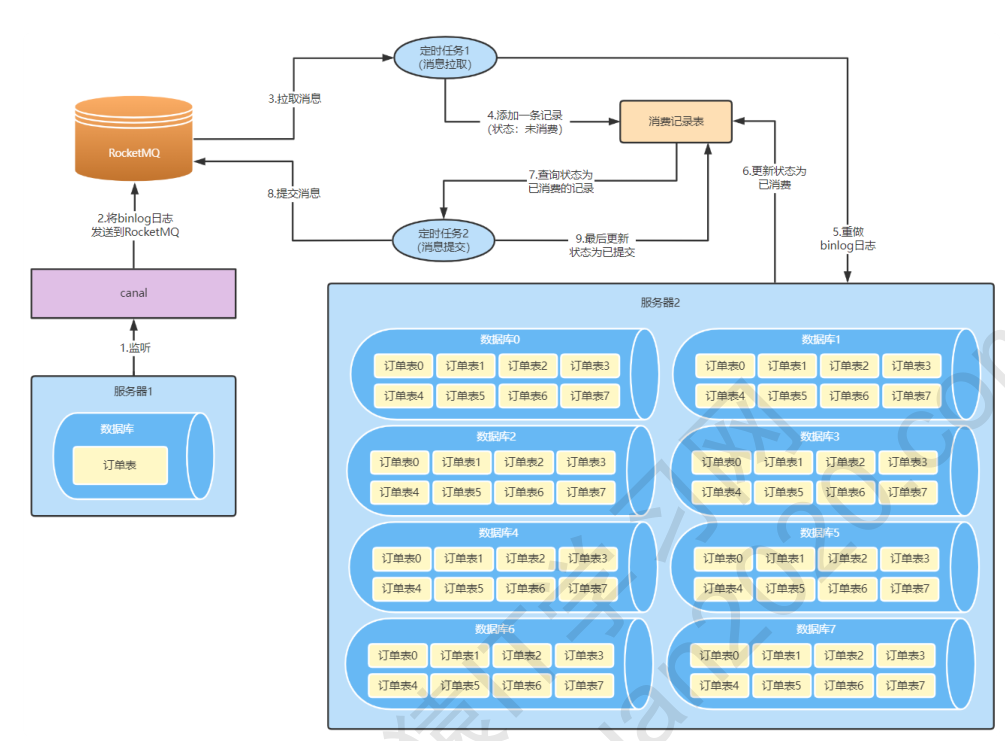 定时任务1
(消息拉取)
3.拉取消息
4.添加一条记录
(状态：未消费)
消费记录表
RocketMQ
7.查询状态为
已消费的记录
6.更新状态为
已消费
8.提交消息
2.将binlog日志
发送到RocketMQ
定时任务2
(消息提交)
9.最后更新
状态为已提交
5.重做
binlog日志
canal
1.监听
服务器1
数据库
订单表
服务器2
数据库0
订单表0 订单表1 订单表2 订单表3
订单表4 订单表5 订单表6 订单表7
数据库1
订单表0 订单表1 订单表2 订单表3
订单表4 订单表5 订单表6 订单表7
数据库2
订单表0 订单表1 订单表2 订单表3
订单表4 订单表5 订单表6 订单表7
数据库3
订单表0 订单表1 订单表2 订单表3
订单表4 订单表5 订单表6 订单表7
数据库4
订单表0 订单表1 订单表2 订单表3
订单表4 订单表5 订单表6 订单表7
数据库5
订单表0 订单表1 订单表2 订单表3
订单表4 订单表5 订单表6 订单表7
数据库6
订单表0 订单表1 订单表2 订单表3
订单表4 订单表5 订单表6 订单表7
数据库7
订单表0 订单表1 订单表2 订单表3
订单表4 订单表5 订单表6 订单表7
猿IT学习网